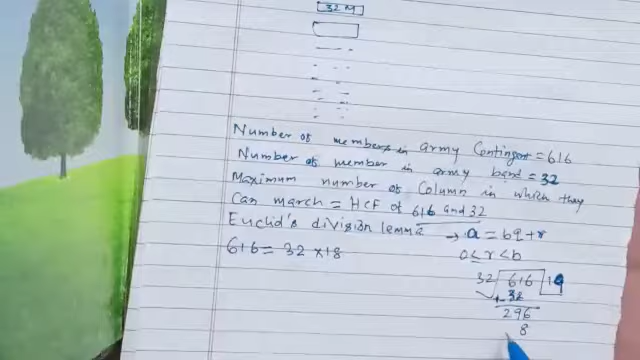 32 M
Number of members in army Contingent = 616
Number of member in army band = 32
Maximum number of Column in which they
can march = HCF of 616 and 32
Euclid's division lemma → a = bq+r
0≤r<b
616 = 32 × 18
32 616 19
32
296
8